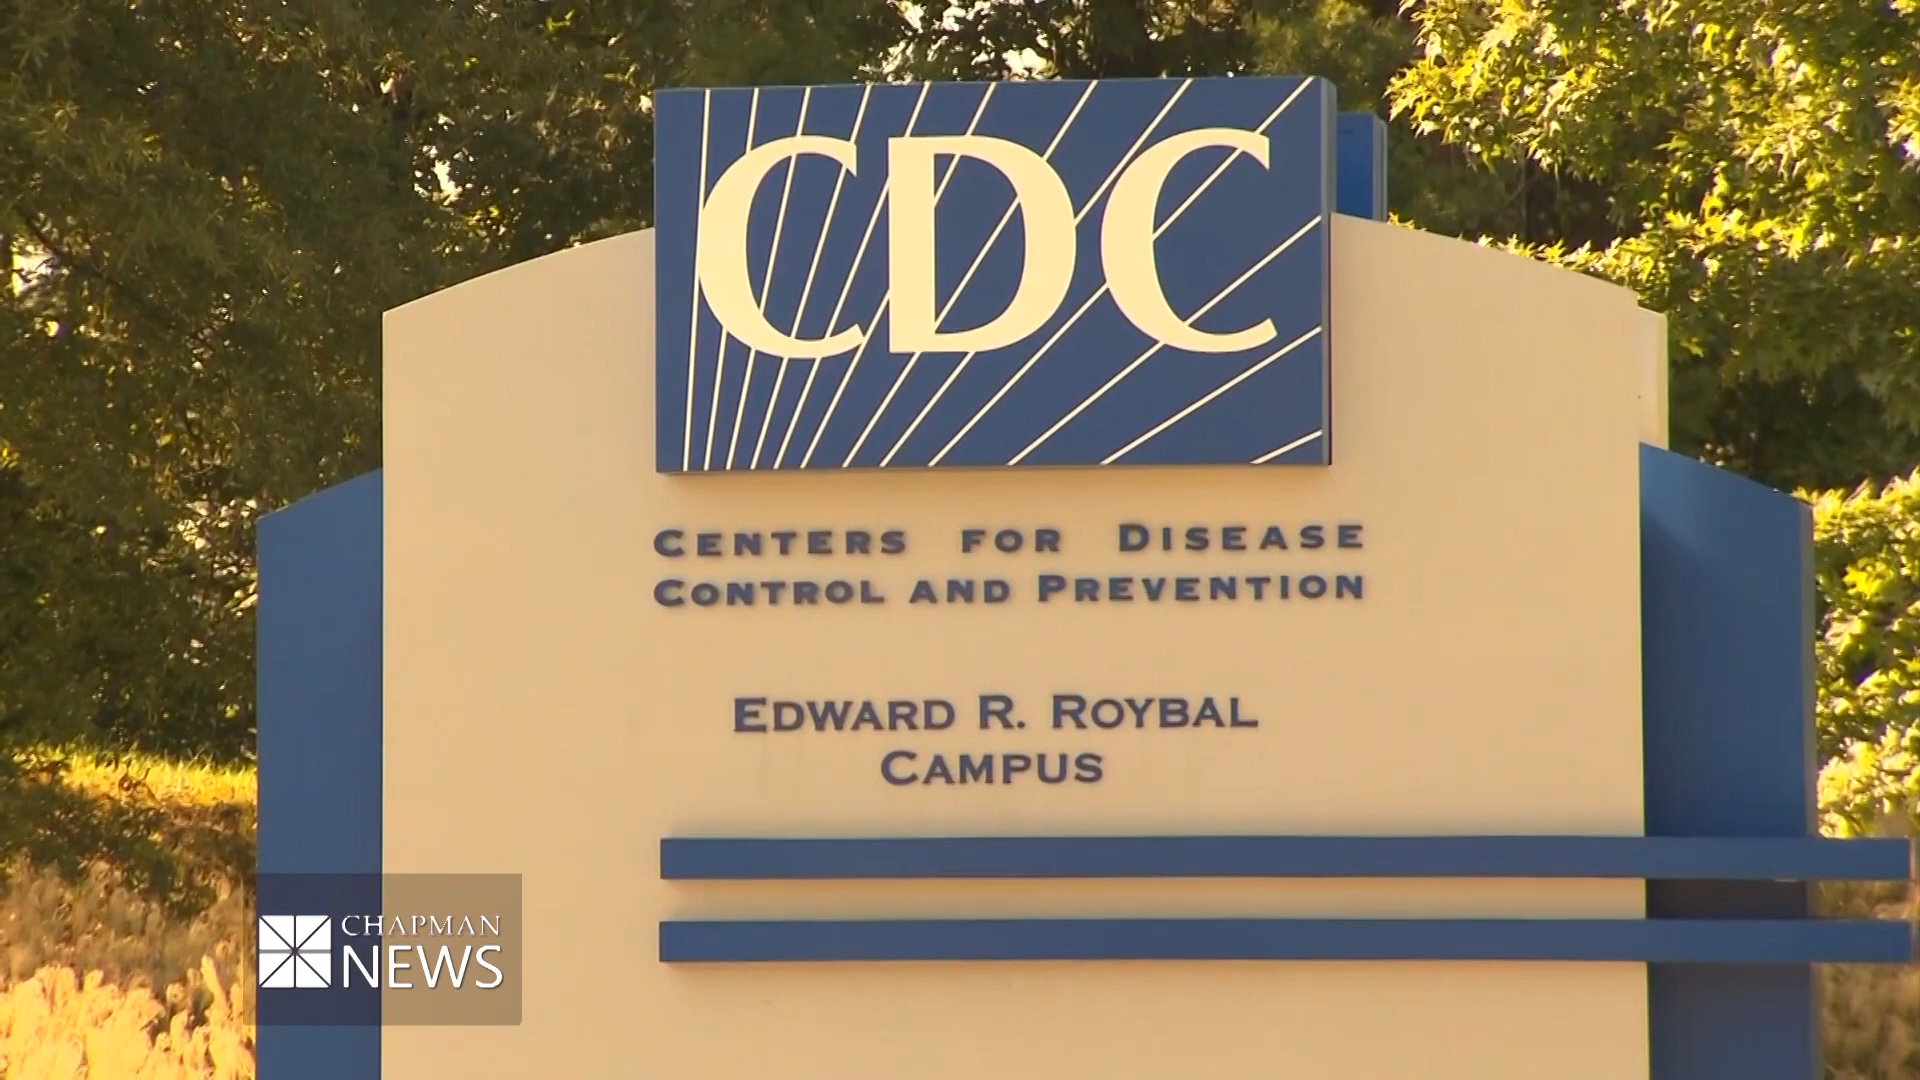 CDC
CENTERS FOR DISEASE
CONTROL AND PREVENTION
EDWARD R. ROYBAL
CAMPUS
CHAPMAN
NEWS